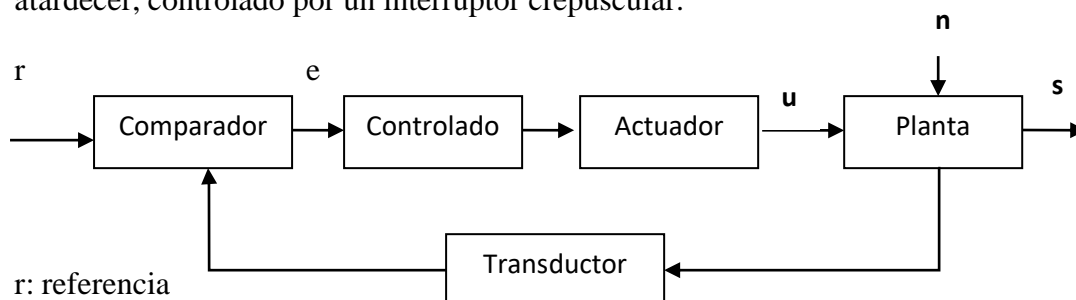 atardecer, controlado por un interruptor crepuscular.
n
r e u s
Comparador Controlado Actuador Planta
Transductor
r: referencia